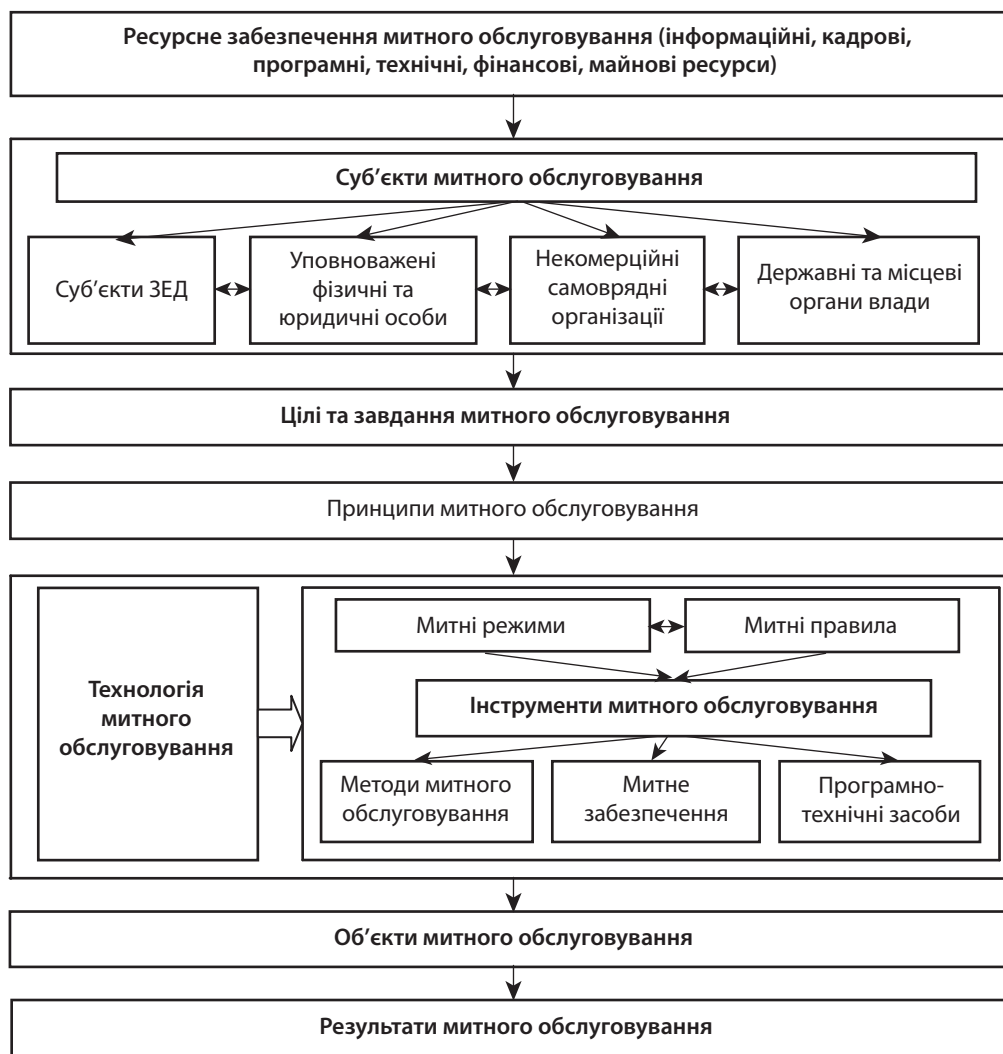 Ресурсне забезпечення митного обслуговування (інформаційні, кадрові,
програмні, технічні, фінансові, майнові ресурси)
Суб’єкти митного обслуговування
Суб’єкти ЗЕД
Уповноважені
фізичні та
юридичні особи
Некомерційні
самоврядні
організації
Державні та місцеві
органи влади
Цілі та завдання митного обслуговування
Принципи митного обслуговування
Технологія
митного
обслуговування
Митні режими
Митні правила
Інструменти митного обслуговування
Методи митного
обслуговування
Митне
забезпечення
Програмно-
технічні засоби
Об’єкти митного обслуговування
Результати митного обслуговування